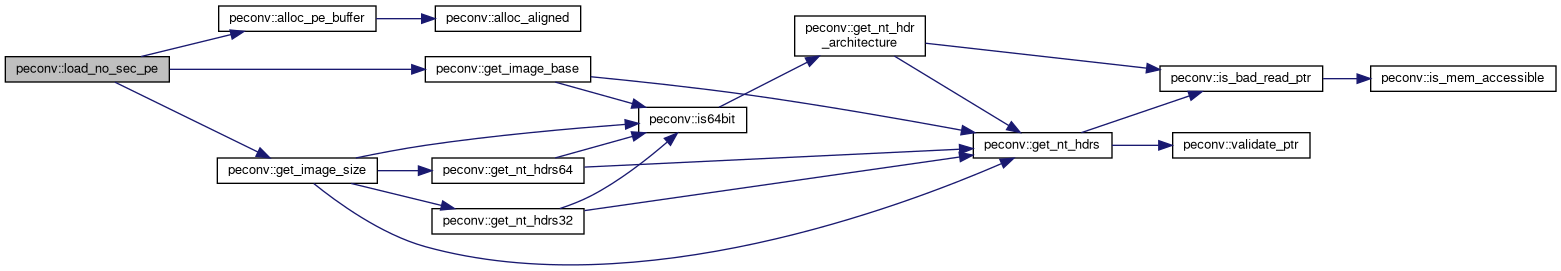 peconv::alloc_pe_buffer
peconv::alloc_aligned
peconv::load_no_sec_pe
peconv::get_image_base
peconv::get_image_size
peconv::get_nt_hdrs64
peconv::get_nt_hdrs32
peconv::is64bit
peconv::get_nt_hdr
_architecture
peconv::get_nt_hdrs
peconv::is_bad_read_ptr
peconv::validate_ptr
peconv::is_mem_accessible